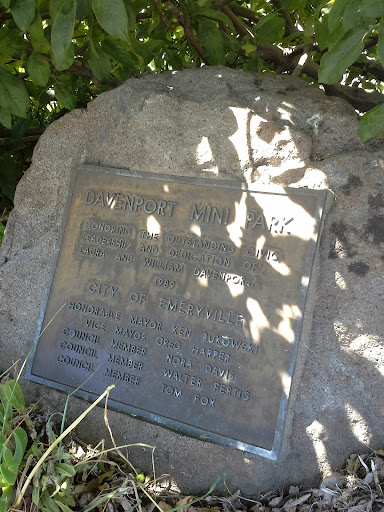 DAVENPORT MINI PARK
HONORING THE OUTSTANDING CIVIC
LEADERSHIP AND DEDICATION OF
LAURA AND WILLIAM DAVENPORT
1989
CITY OF EMERYVILLE
HONORABLE MAYOR KEN BUKOWSKI
VICE MAYOR GREG HARPER
COUNCIL MEMBER NORA DAVIS
COUNCIL MEMBER WALTER FERTIG
COUNCIL MEMBER TOM FOX